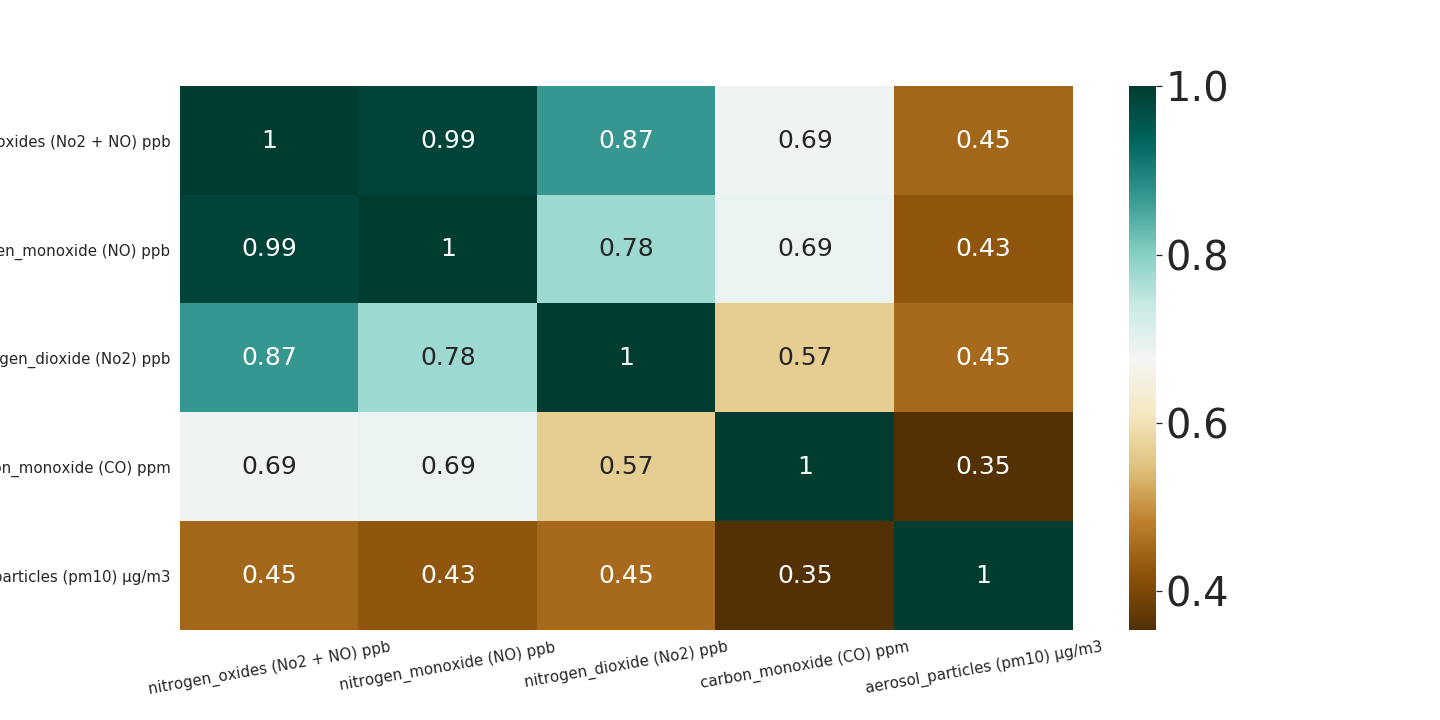 1.0
oxides (No2 + NO) ppb 1 0.99 0.87 0.69 0.45
en_monoxide (NO) ppb 0.99 1 0.78 0.69 0.43
0.8
gen_dioxide (No2) ppb 0.87 0.78 1 0.57 0.45
0.6
on_monoxide (CO) ppm 0.69 0.69 0.57 1 0.35
particles (pm10) µg/m3 0.45 0.43 0.45 0.35 1
0.4
nitrogen_oxides (No2 + NO) ppb
nitrogen_monoxide (NO) ppb
nitrogen_dioxide (No2) ppb
carbon_monoxide (CO) ppm
aerosol_particles (pm10) µg/m3